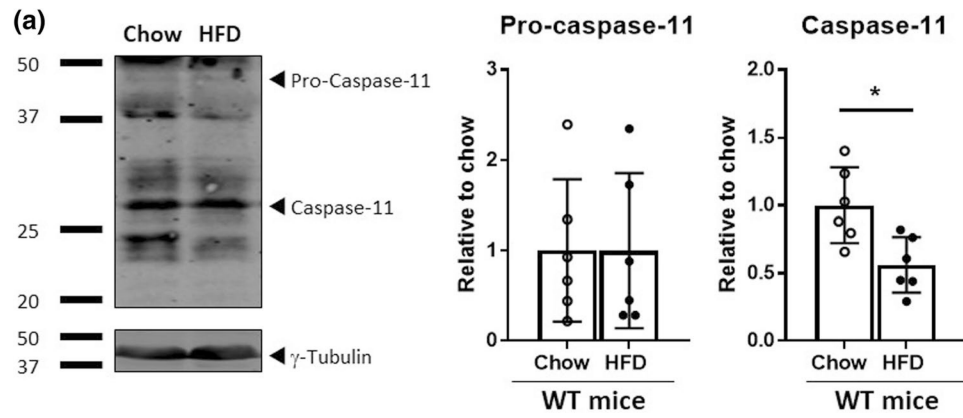 (a)
Chow HFD
50
37
25
20
50
37
Pro-Caspase-11
Caspase-11
γ-Tubulin
Pro-caspase-11
Relative to chow
3
2
1
0
Chow HFD
WT mice
Caspase-11
Relative to chow
2.0
1.5
1.0
0.5
0.0
*
Chow HFD
WT mice